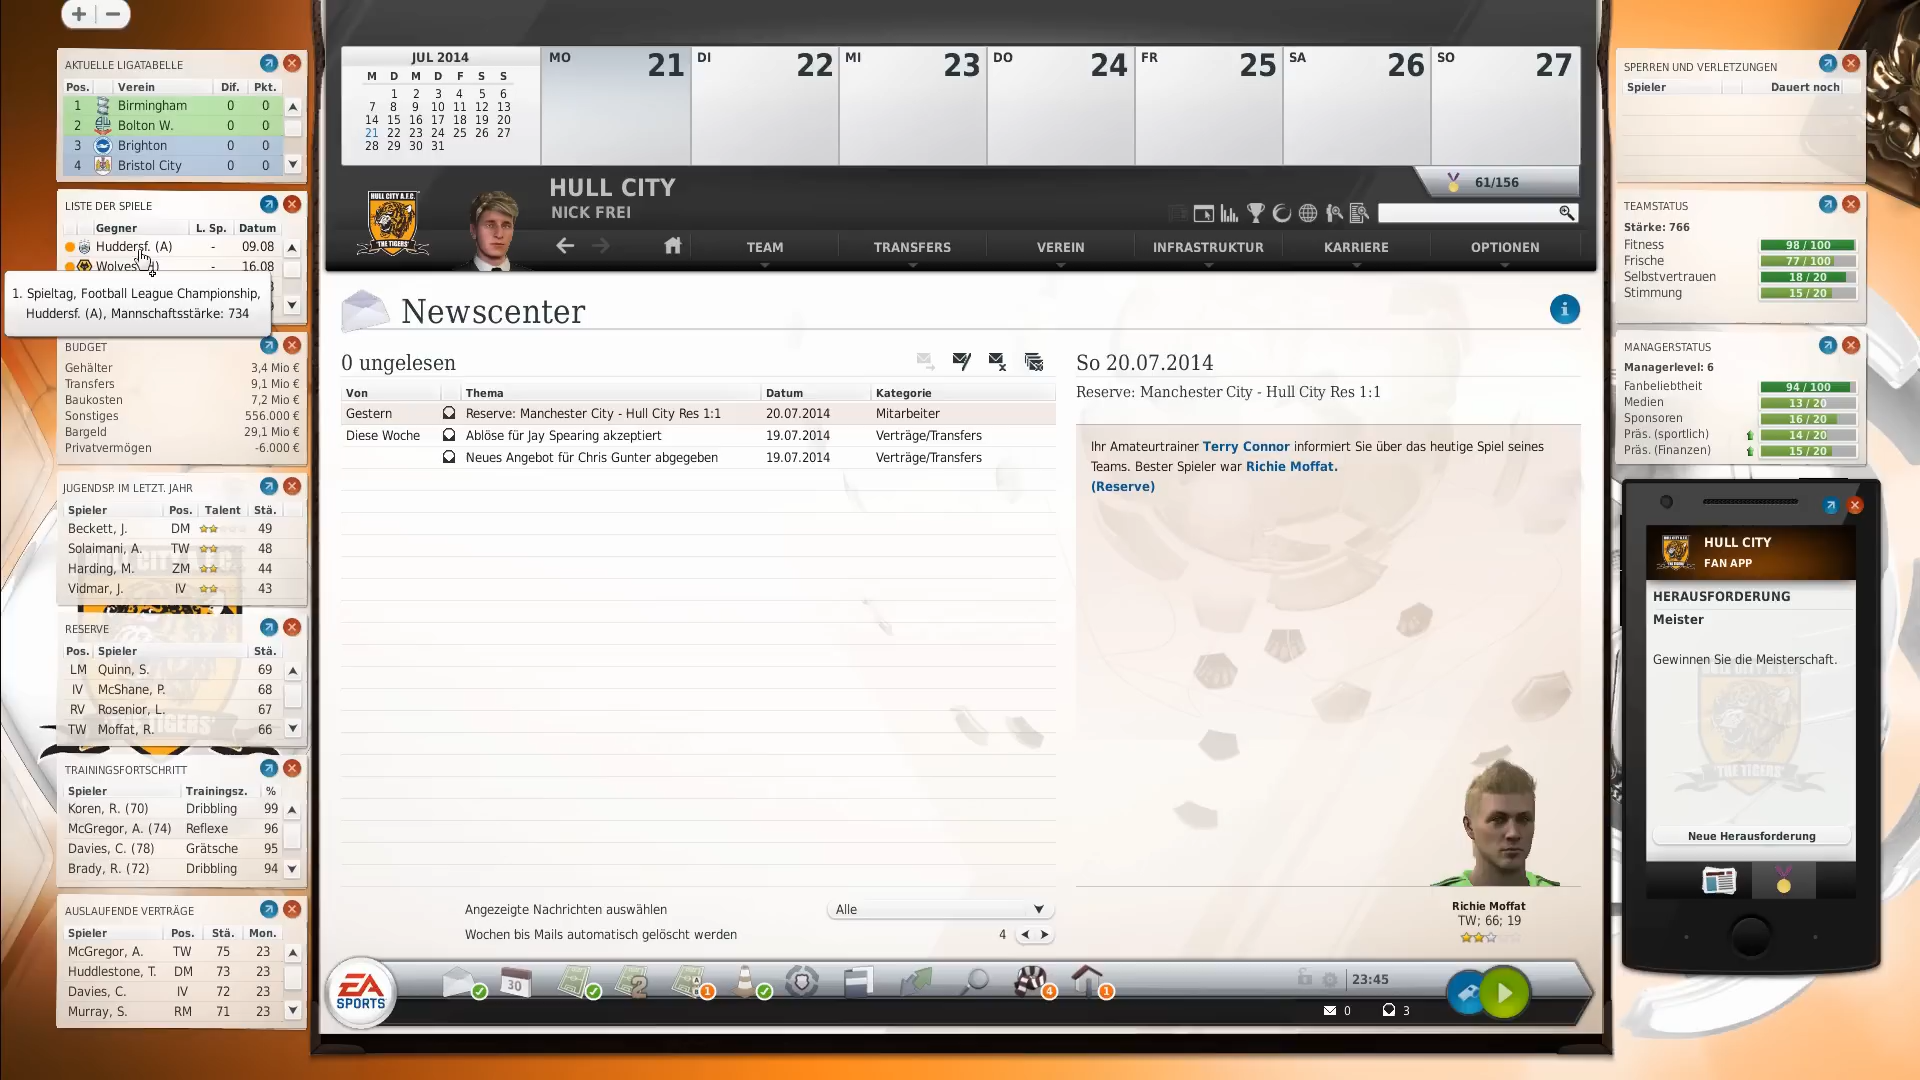 AKTUELLE LIGATABELLE
Pos. Verein Dif. Pkt.
1 Birmingham 0 0
2 Bolton W. 0 0
3 Brighton 0 0
4 Bristol City 0 0
LISTE DER SPIELE
Gegner L. Sp. Datum
Huddersf. (A) - 09.08
Wolves - 16.08
1. Spieltag, Football League Championship,
Huddersf. (A), Mannschaftsstärke: 734
BUDGET
Gehälter 3,4 Mio €
Transfers 9,1 Mio €
Baukosten 7,2 Mio €
Sonstiges 556.000 €
Bargeld 29,1 Mio €
Privatvermögen -6.000 €
JUGENDSP. IM LETZT. JAHR
Spieler Pos. Talent Stä.
Beckett, J. DM 49
Solaimani, A. TW 48
Harding, M. ZM 44
Vidmar, J. IV 43
RESERVE
Pos. Spieler Stä.
LM Quinn, S. 69
IV McShane, P. 68
RV Rosenior, L. 67
TW Moffat, R. 66
TRAININGSFORTSCHRITT
Spieler Trainingsz. %
Koren, R. (70) Dribbling 99
McGregor, A. (74) Reflexe 96
Davies, C. (78) Grätsche 95
Brady, R. (72) Dribbling 94
AUSLAUFENDE VERTRÄGE
Spieler Pos. Stä. Mon.
McGregor, A. TW 75 23
Huddlestone, T. DM 73 23
Davies, C. IV 72 23
Murray, S. RM 71 23
JUL 2014
M D M D F S S
1 2 3 4 5 6
7 8 9 10 11 12 13
14 15 16 17 18 19 20
21 22 23 24 25 26 27
28 29 30 31
MO 21 DI 22 MI 23 DO 24 FR 25 SA 26 SO 27
HULL CITY A.F.C.
THE TIGERS
HULL CITY
NICK FREI
61/156
TEAM TRANSFERS VEREIN INFRASTRUKTUR KARRIERE OPTIONEN
Newscenter
i
0 ungelesen
Von Thema Datum Kategorie
Gestern Reserve: Manchester City - Hull City Res 1:1 20.07.2014 Mitarbeiter
Diese Woche Ablöse für Jay Spearing akzeptiert 19.07.2014 Verträge/Transfers
Neues Angebot für Chris Gunter abgegeben 19.07.2014 Verträge/Transfers
Angezeigte Nachrichten auswählen Alle
Wochen bis Mails automatisch gelöscht werden 4
So 20.07.2014
Reserve: Manchester City - Hull City Res 1:1
Ihr Amateurtrainer Terry Connor informiert Sie über das heutige Spiel seines
Teams. Bester Spieler war Richie Moffat.
(Reserve)
Richie Moffat
TW; 66; 19
EA
SPORTS
30
2
1
4
1
23:45
0 3
SPERREN UND VERLETZUNGEN
Spieler Dauert noch
TEAMSTATUS
Stärke: 766
Fitness 98 / 100
Frische 77 / 100
Selbstvertrauen 18 / 20
Stimmung 15 / 20
MANAGERSTATUS
Managerlevel: 6
Fanbeliebtheit 94 / 100
Medien 13 / 20
Sponsoren 16 / 20
Präs. (sportlich) 14 / 20
Präs. (Finanzen) 15 / 20
HULL CITY
FAN APP
HERAUSFORDERUNG
Meister
Gewinnen Sie die Meisterschaft.
Neue Herausforderung